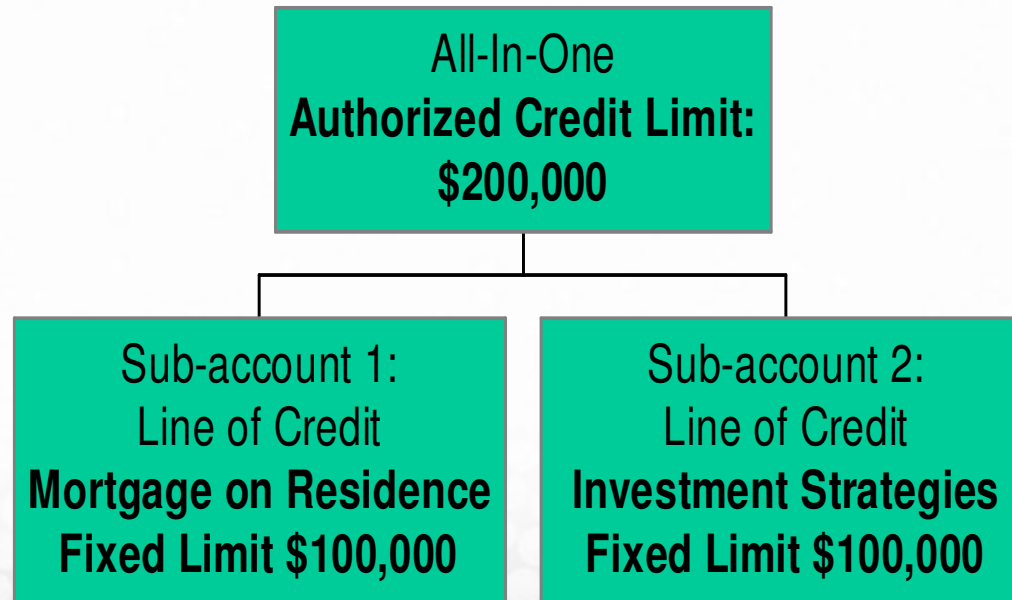 All-In-One
Authorized Credit Limit:
$200,000
Sub-account 1:
Line of Credit
Mortgage on Residence
Fixed Limit $100,000
Sub-account 2:
Line of Credit
Investment Strategies
Fixed Limit $100,000